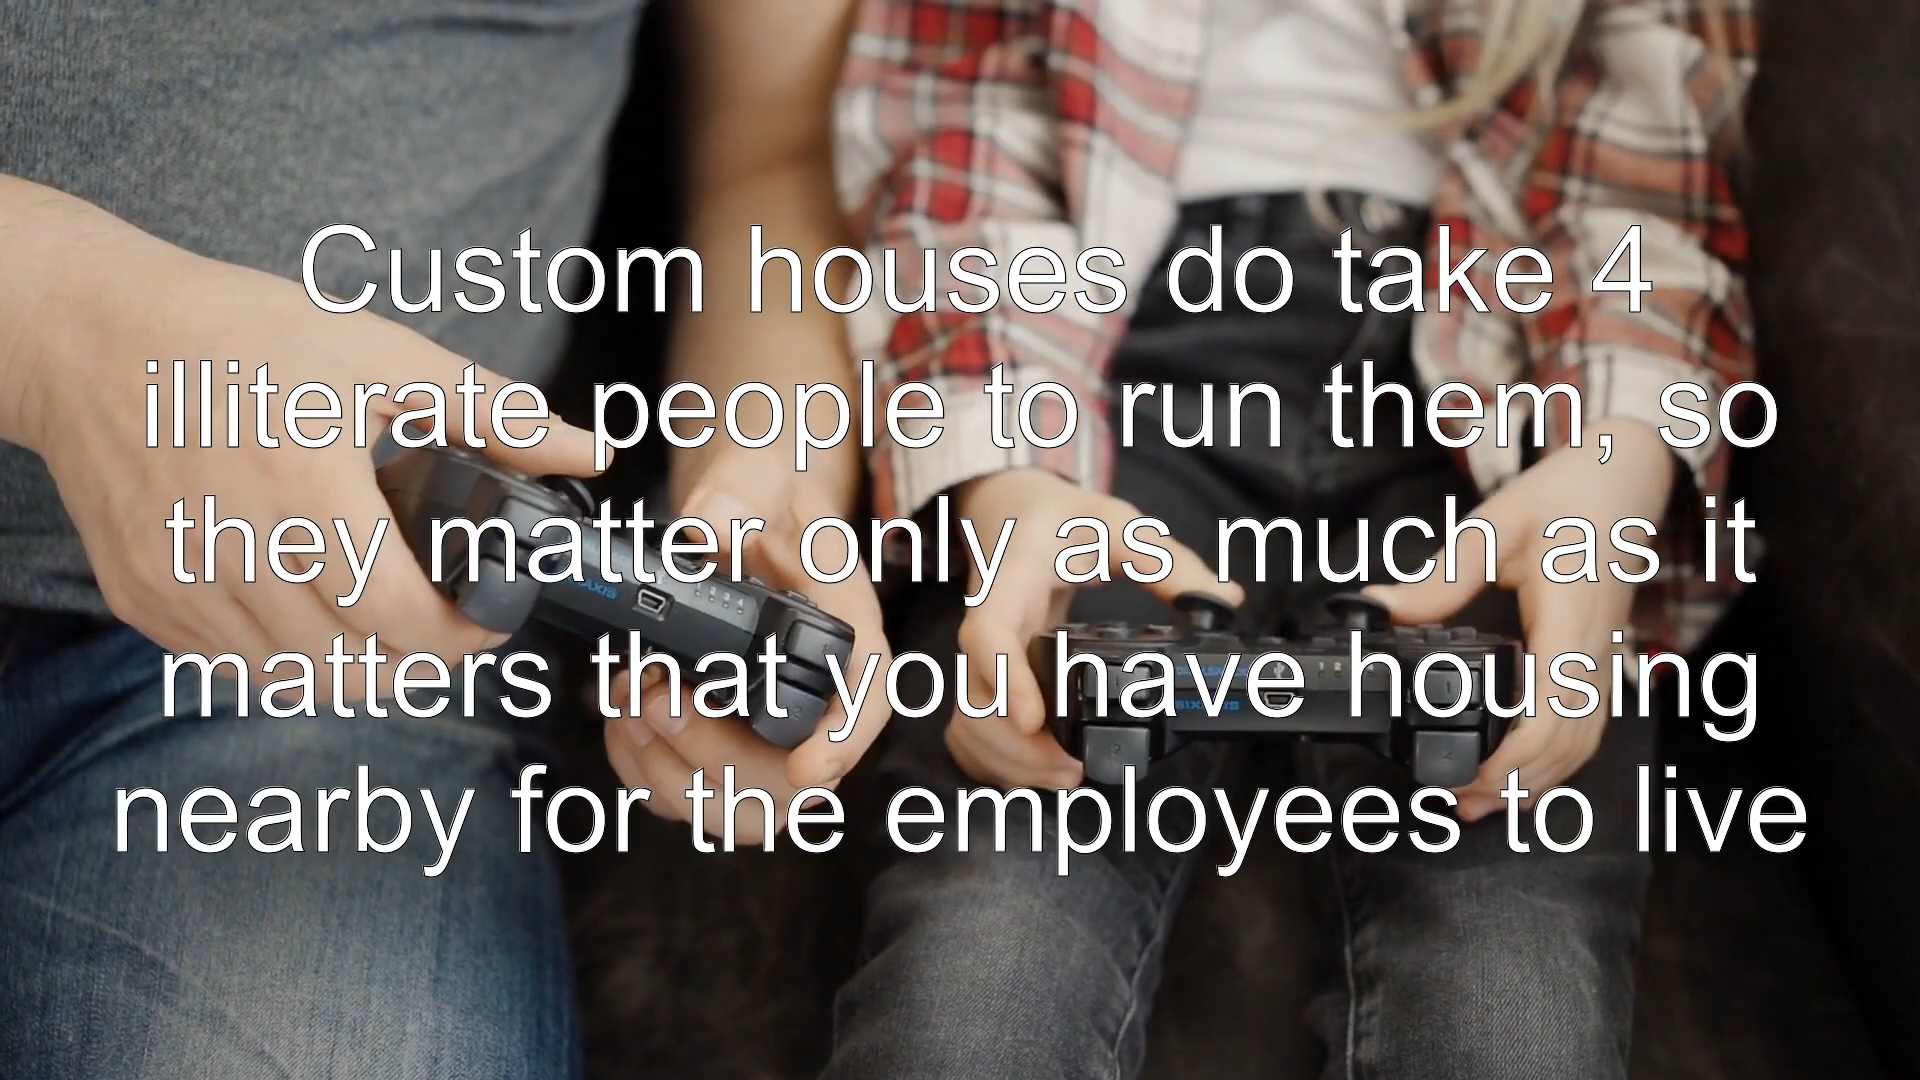 Custom houses do take 4
illiterate people to run them, so
they matter only as much as it
matters that you have housing
nearby for the employees to live